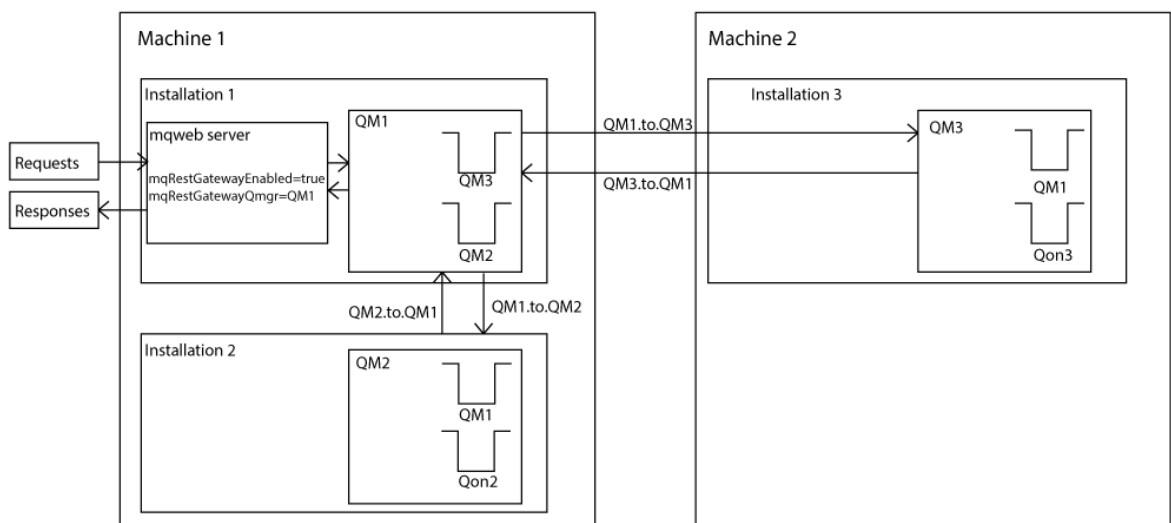 Machine 1
Machine 2
Installation 1
Installation 3
mqweb server
QM1
QM1.to.QM3
QM3
Requests
mqRestGatewayEnabled=true
QM3
QM3.to.QM1
QM1
mqRestGatewayQmgr=QM1
Responses
QM2
Qon3
QM2.to.QM1
QM1.to.QM2
Installation 2
QM2
QM1
Qon2